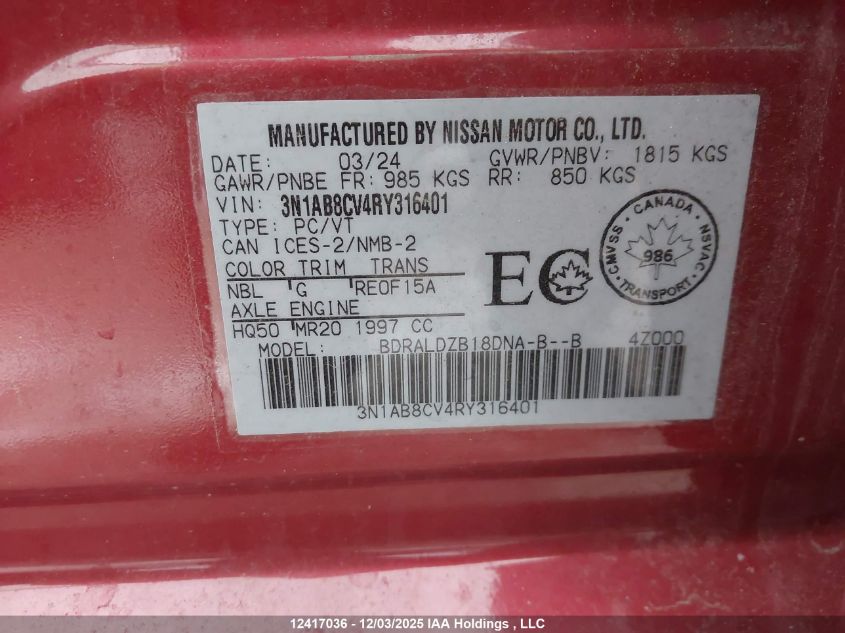 MANUFACTURED BY NISSAN MOTOR CO., LTD.
DATE: 03/24 GVWR/PNBV: 1815 KGS
GAWR/PNBE FR: 985 KGS RR: 850 KGS
VIN: 3N1AB8CV4RY316401
TYPE: PC/VT
CAN ICES-2/NMB-2
COLOR TRIM TRANS
NBL G RE0F15A
AXLE ENGINE
HQ50 MR20 1997 CC
MODEL: BDRALDZB18DNA-B--B 4Z000
3N1AB8CV4RY316401
EC
CANADA
CMVSS · NSVAC
986
TRANSPORT
12417036 - 12/03/2025 IAA Holdings, LLC